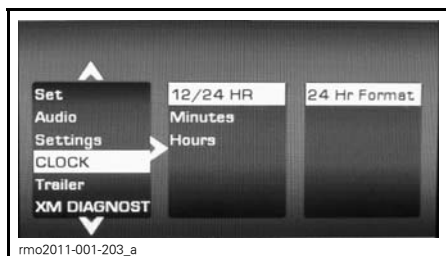 Set
Audio
Settings
CLOCK
Trailer
XM DIAGNOST
12/24 HR
Minutes
Hours
24 Hr Format
rmo2011-001-203_a